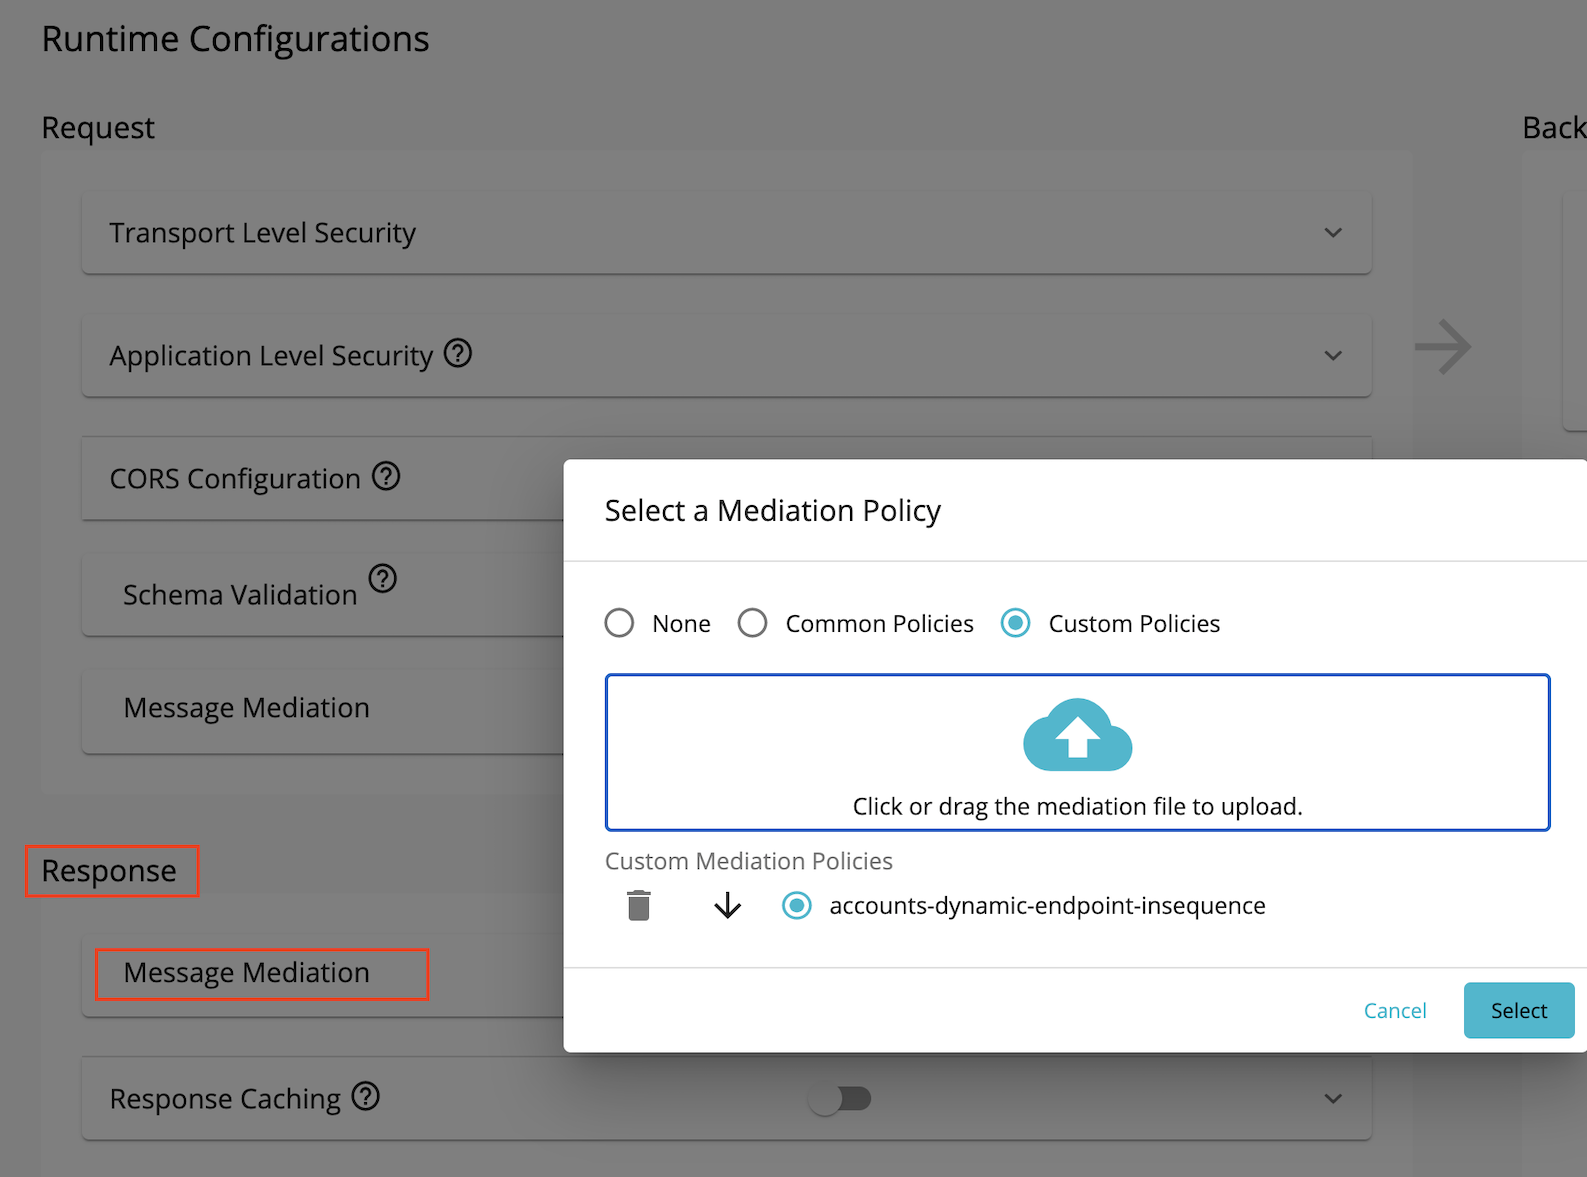 Runtime Configurations
Request
Back
Transport Level Security
Application Level Security ?
CORS Configuration ?
Schema Validation ?
Message Mediation
Select a Mediation Policy
None Common Policies Custom Policies
Click or drag the mediation file to upload.
Custom Mediation Policies
accounts-dynamic-endpoint-insequence
Cancel Select
Response
Message Mediation
Response Caching ?